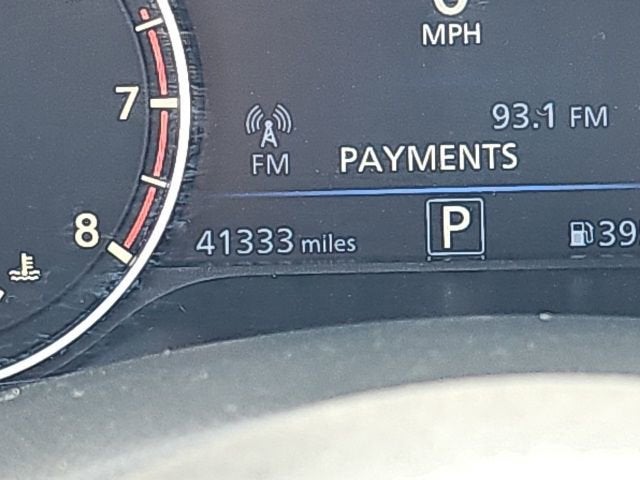 MPH
7
93.1 FM
FM
PAYMENTS
8
41333 miles
P
39